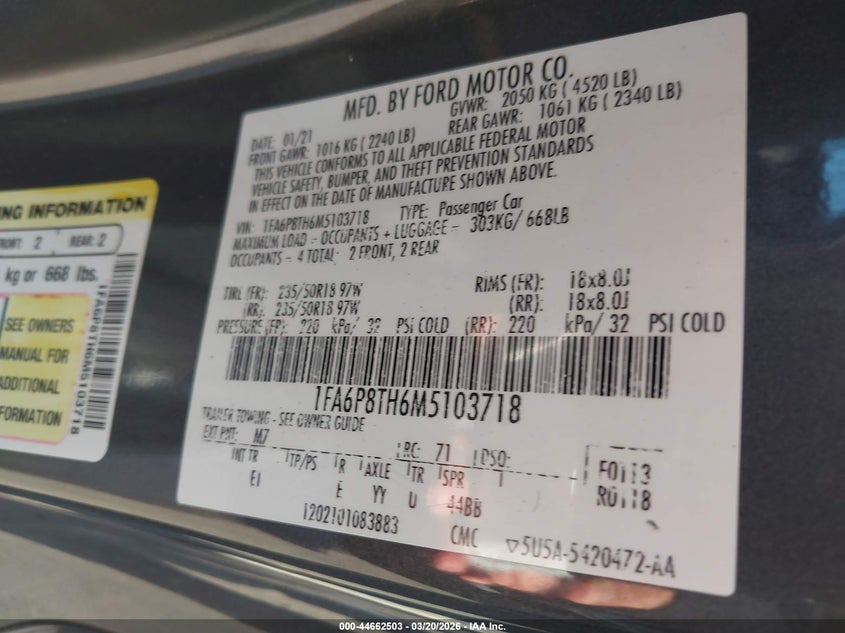 MFD. BY FORD MOTOR CO.
DATE: 01/21
GVWR: 2050 KG ( 4520 LB)
FRONT GAWR: 1016 KG ( 2240 LB)
REAR GAWR: 1061 KG ( 2340 LB)
THIS VEHICLE CONFORMS TO ALL APPLICABLE FEDERAL MOTOR
VEHICLE SAFETY, BUMPER, AND THEFT PREVENTION STANDARDS
IN EFFECT ON THE DATE OF MANUFACTURE SHOWN ABOVE.
VIN: 1FA6P8TH6M5103718 TYPE: Passenger Car
MAXIMUM LOAD = OCCUPANTS + LUGGAGE = 303KG/ 668LB
OCCUPANTS = 4 TOTAL: 2 FRONT, 2 REAR
TIRE (FR): 235/50R18 97W RIMS (FR): 18x8.0J
(RR): 235/50R18 97W (RR): 18x8.0J
PRESSURE (FR): 220 kPa/ 32 PSI COLD (RR): 220 kPa/ 32 PSI COLD
1FA6P8TH6M5103718
TRAILER TOWING - SEE OWNER GUIDE
EXT PNT: M7 RC: 71 DSO:
INT TR TP/PS R AXLE TR SPR
EI E YY U 44BB
F0113
R0118
1202101083883 CMC 5U5A-5420472-AA
NG INFORMATION
FRONT: 2 REAR: 2
kg or 668 lbs.
SEE OWNERS
MANUAL FOR
ADDITIONAL
INFORMATION
1FA6P8TH6M5103718
000-44662503 - 03/20/2026 - IAA Inc.